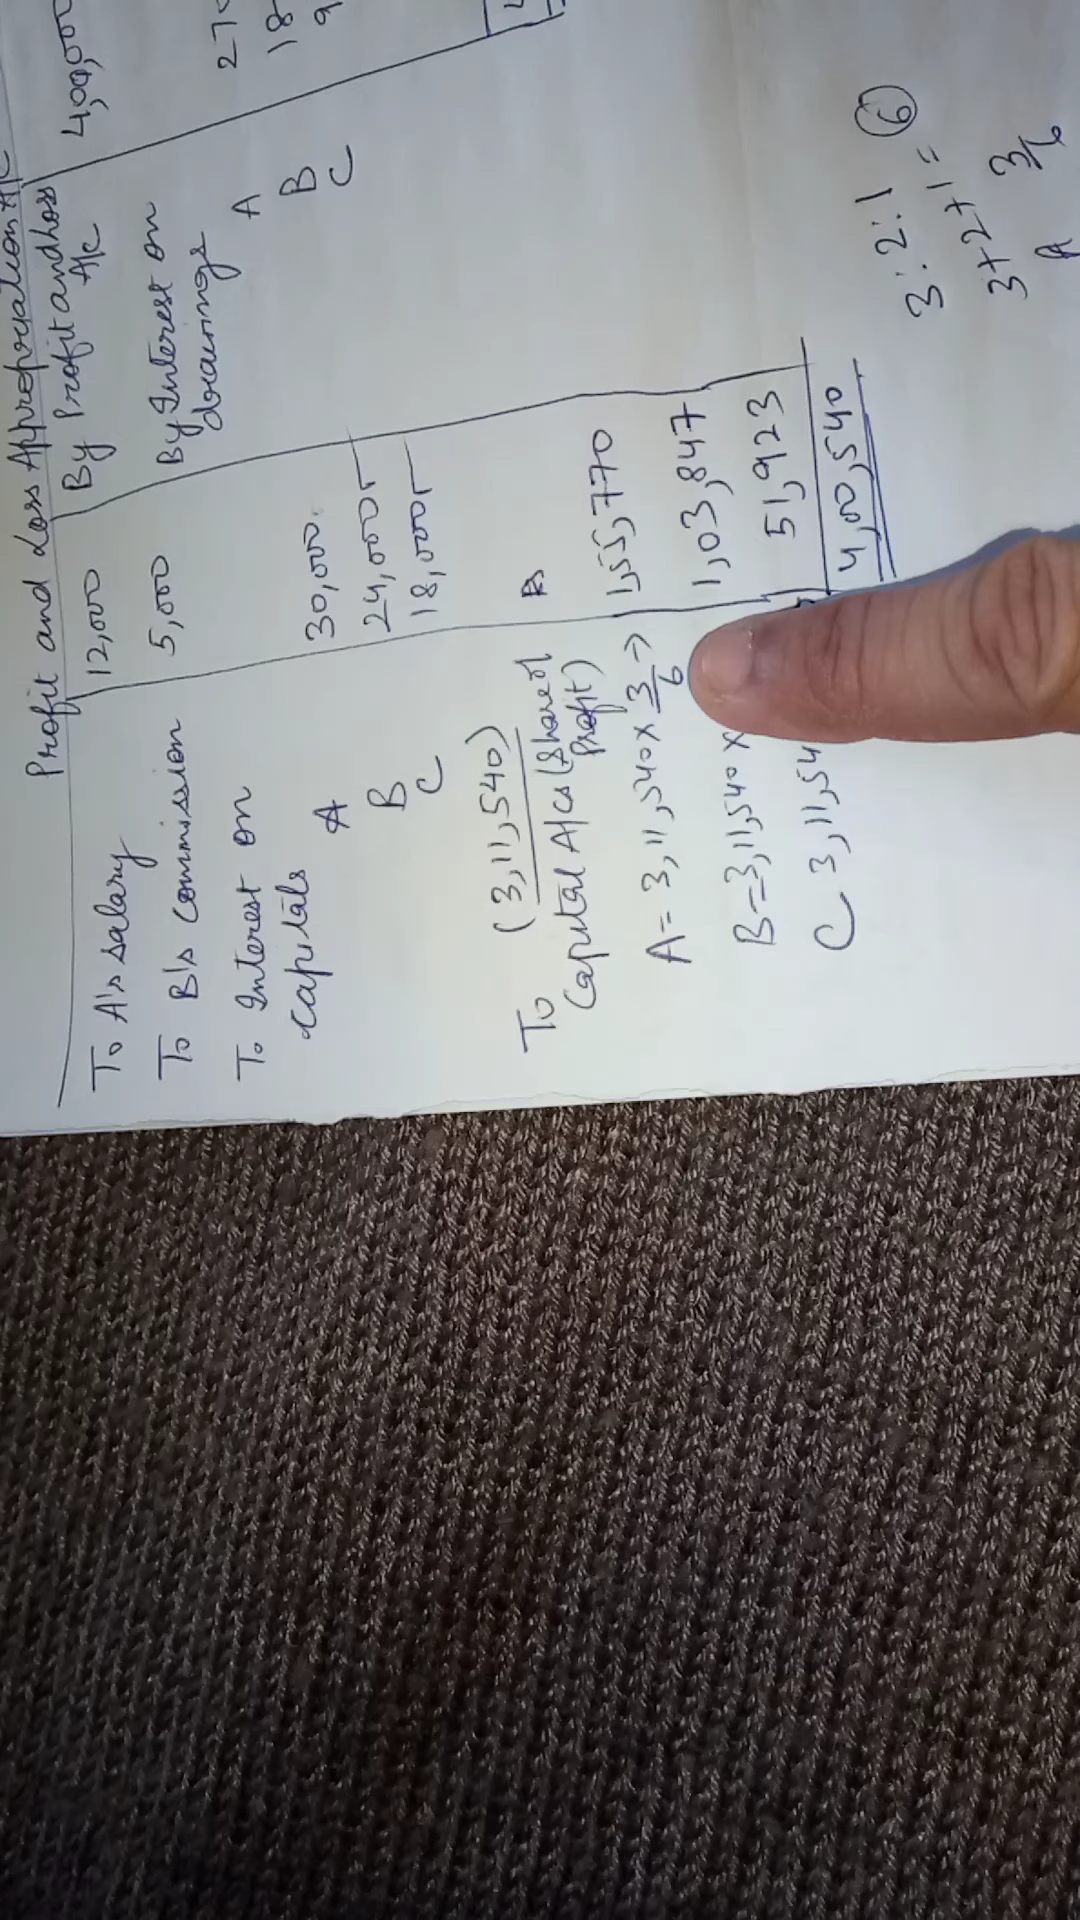 Profit and Loss Appropriation A/c
To A's salary 12,000 By Profit and Loss A/c 4,00,000
To B's commission 5,000 By Interest on drawings
To Interest on capitals A 270
A 30,000 B 18
B 24,000 C 9
C 18,000
(3,11,540)
To Capital A/cs (Share of Profit)
A = 3,11,540 x 3/6 → 1,55,770
B = 3,11,540 x 1,03,847
C 3,11,54 51,923
4,00,540
3:2:1
3+2+1 = 6
A 3/6